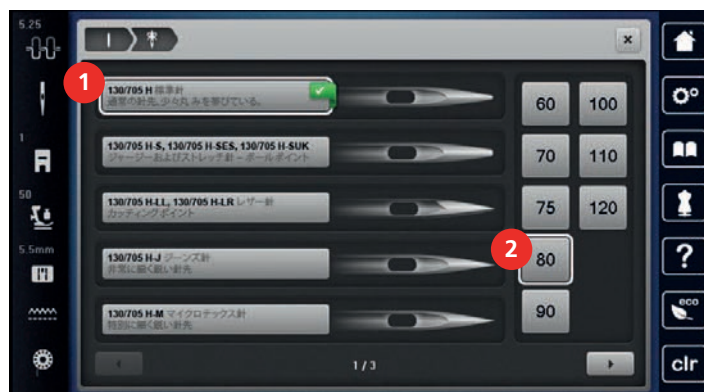 5.25
1
130/705 H 標準針
通常の針先、少々丸みを帯びている。
60
100
130/705 H-S, 130/705 H-SES, 130/705 H-SUK
ジャージーおよびストレッチ針 – ボールポイント
70
110
1
50
130/705 H-LL, 130/705 H-LR レザー針
カッティングポイント
75
120
2
5.5mm
130/705 H-J ジーンズ針
非常に細く鋭い針先
80
?
130/705 H-M マイクロテックス針
特別に細く鋭い針先
90
eco
1 / 3
clr